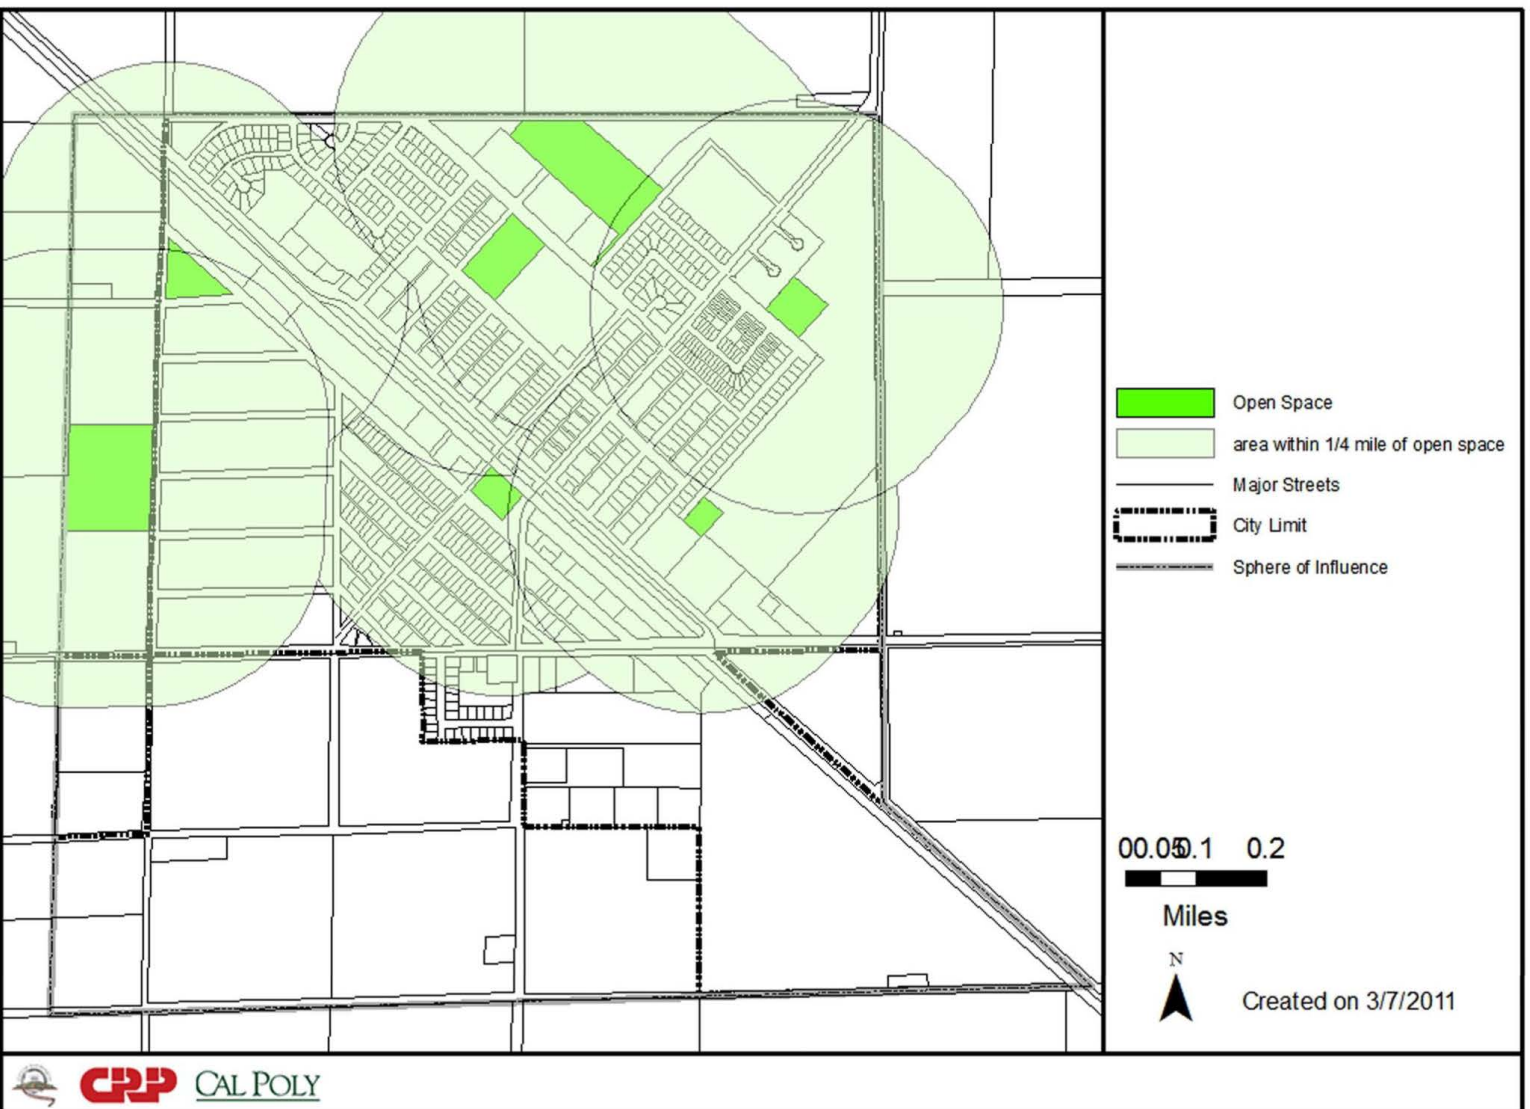 Open Space
area within 1/4 mile of open space
Major Streets
City Limit
Sphere of Influence
00.050.1 0.2
Miles
N
Created on 3/7/2011
CRP CAL POLY